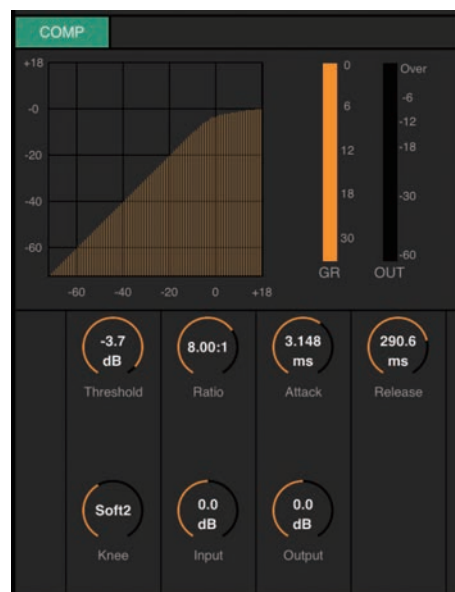 COMP
+18
-0
-20
-40
-60
-60 -40 -20 0 +18
0
6
12
18
30
GR
Over
-6
-12
-18
-30
-60
OUT
-3.7
dB
Threshold
8.00:1
Ratio
3.148
ms
Attack
290.6
ms
Release
Soft2
Knee
0.0
dB
Input
0.0
dB
Output